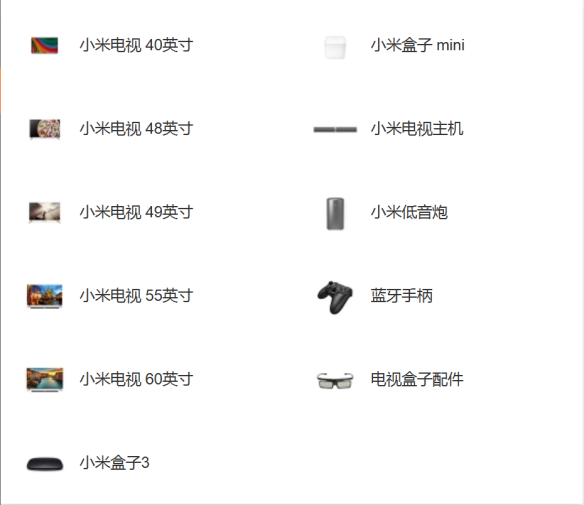 小米电视 40英寸
小米电视 48英寸
小米电视 49英寸
小米电视 55英寸
小米电视 60英寸
小米盒子3
小米盒子 mini
小米电视主机
小米低音炮
蓝牙手柄
电视盒子配件